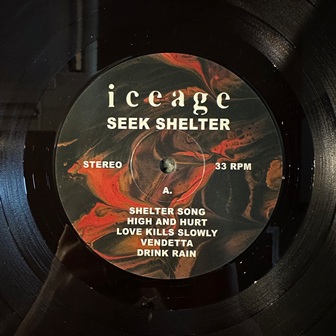 iceage
SEEK SHELTER
STEREO 33 RPM
A.
SHELTER SONG
HIGH AND HURT
LOVE KILLS SLOWLY
VENDETTA
DRINK RAIN